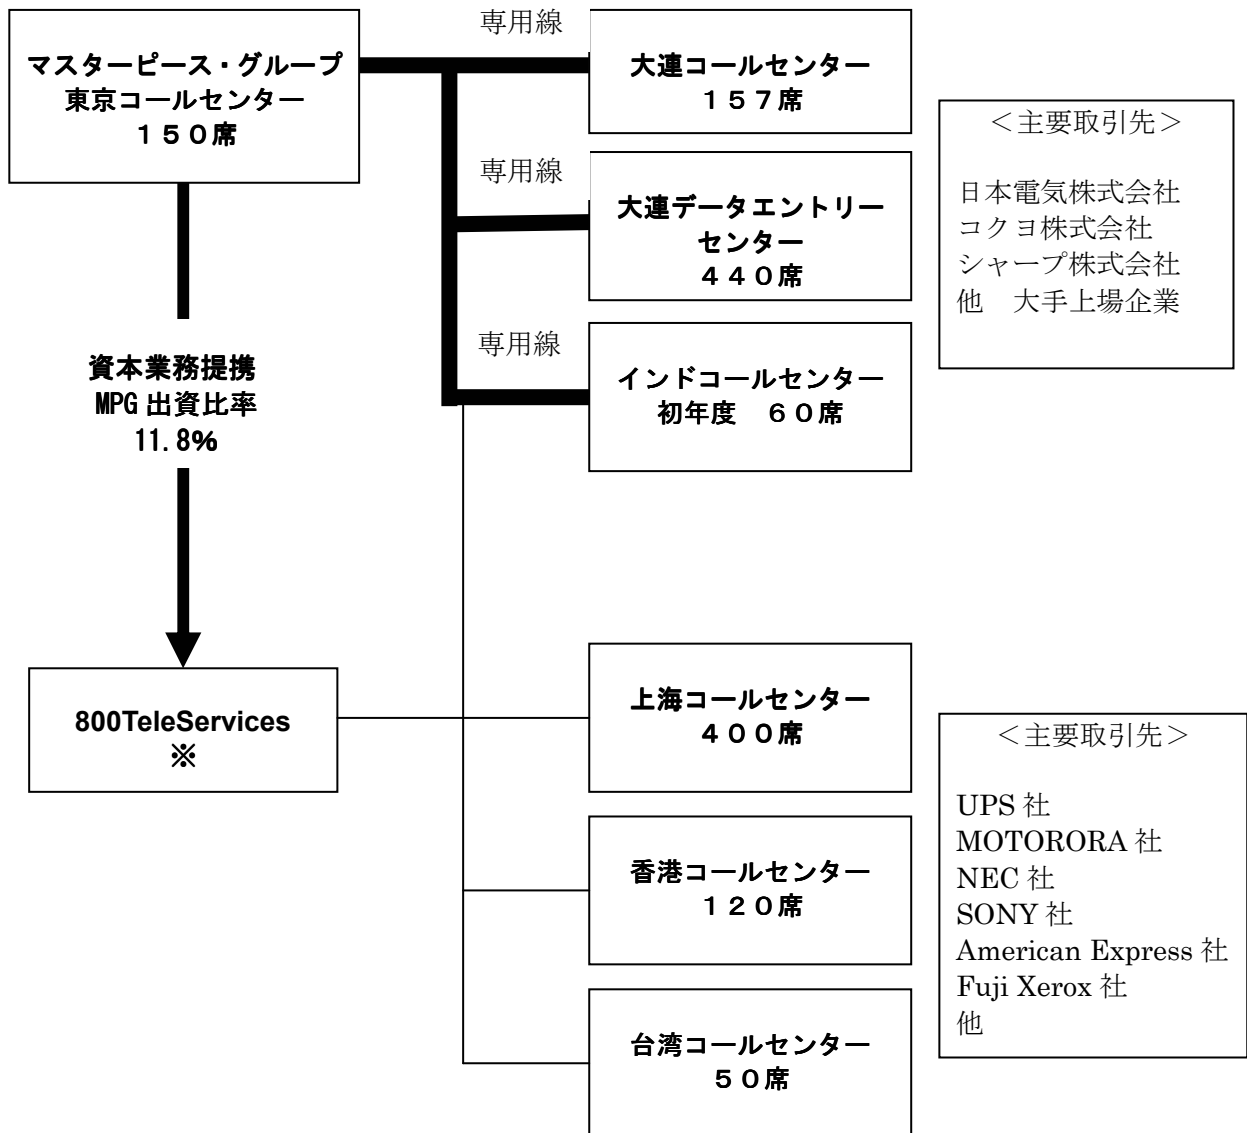 専用線
マスターピース・グループ
東京コールセンター
１５０席
大連コールセンター
１５７席
専用線
大連データエントリー
センター
４４０席
専用線
インドコールセンター
初年度　６０席
＜主要取引先＞
日本電気株式会社
コクヨ株式会社
シャープ株式会社
他　大手上場企業
資本業務提携
MPG 出資比率
11.8%
800TeleServices
※
上海コールセンター
４００席
香港コールセンター
１２０席
台湾コールセンター
５０席
＜主要取引先＞
UPS 社
MOTORORA 社
NEC 社
SONY 社
American Express 社
Fuji Xerox 社
他